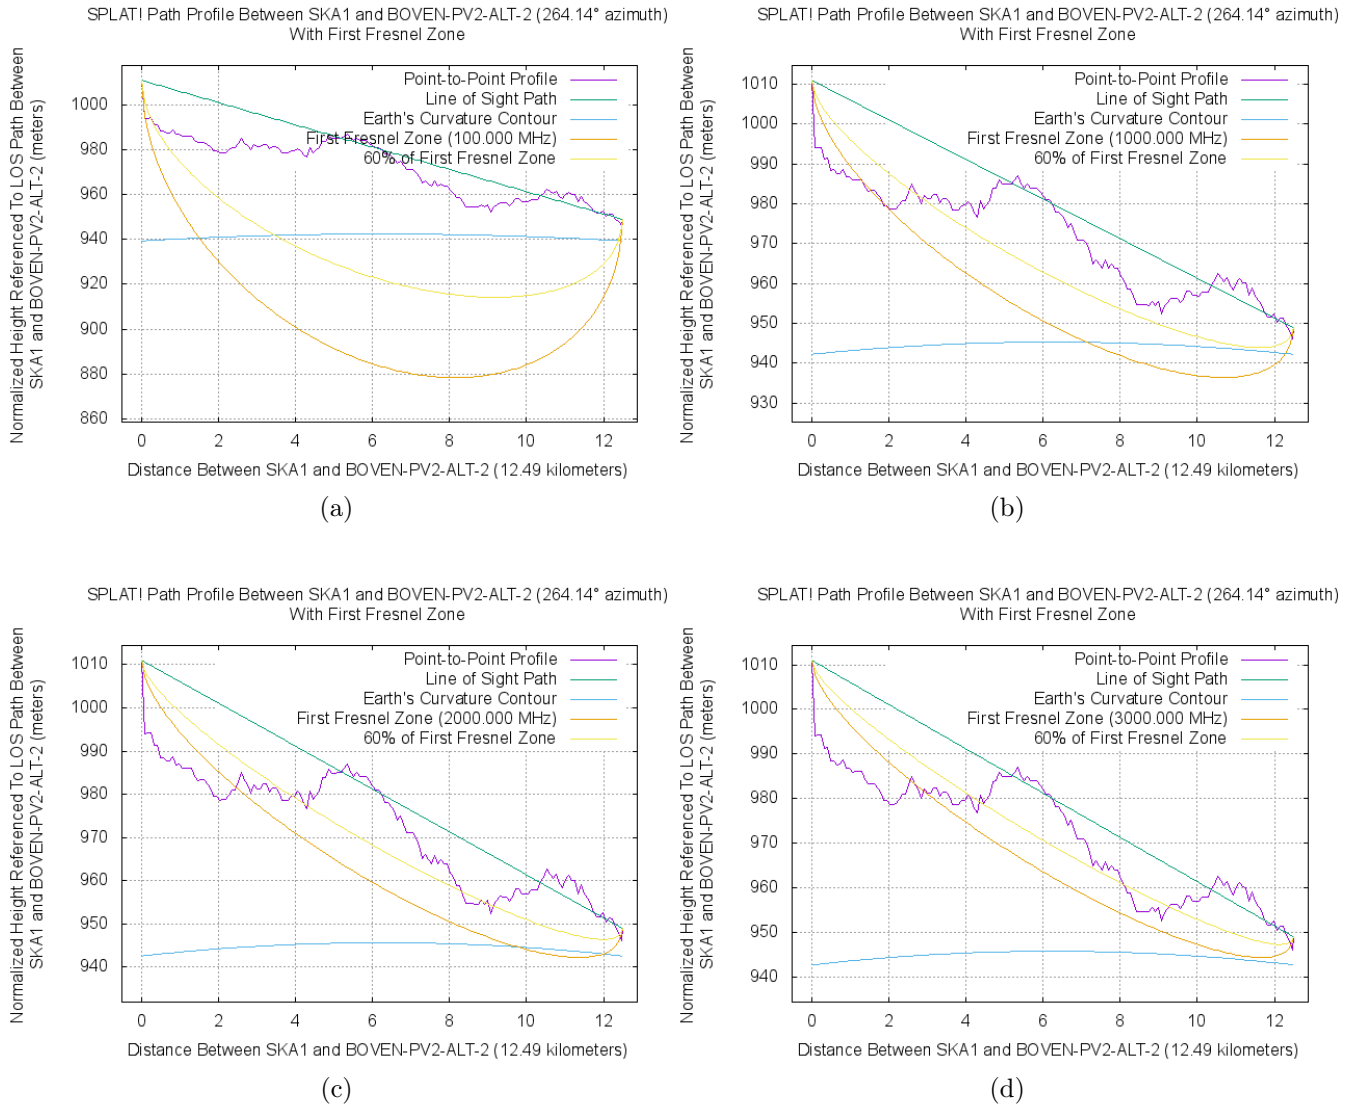 SPLAT! Path Profile Between SKA1 and BOVEN-PV2-ALT-2 (264.14° azimuth)
With First Fresnel Zone
Normalized Height Referenced To LOS Path Between
SKA1 and BOVEN-PV2-ALT-2 (meters)
Point-to-Point Profile
Line of Sight Path
Earth's Curvature Contour
First Fresnel Zone (100.000 MHz)
60% of First Fresnel Zone
1000
980
960
940
920
900
880
860
0 2 4 6 8 10 12
Distance Between SKA1 and BOVEN-PV2-ALT-2 (12.49 kilometers)
(a)
SPLAT! Path Profile Between SKA1 and BOVEN-PV2-ALT-2 (264.14° azimuth)
With First Fresnel Zone
Normalized Height Referenced To LOS Path Between
SKA1 and BOVEN-PV2-ALT-2 (meters)
Point-to-Point Profile
Line of Sight Path
Earth's Curvature Contour
First Fresnel Zone (1000.000 MHz)
60% of First Fresnel Zone
1010
1000
990
980
970
960
950
940
930
0 2 4 6 8 10 12
Distance Between SKA1 and BOVEN-PV2-ALT-2 (12.49 kilometers)
(b)
SPLAT! Path Profile Between SKA1 and BOVEN-PV2-ALT-2 (264.14° azimuth)
With First Fresnel Zone
Normalized Height Referenced To LOS Path Between
SKA1 and BOVEN-PV2-ALT-2 (meters)
Point-to-Point Profile
Line of Sight Path
Earth's Curvature Contour
First Fresnel Zone (2000.000 MHz)
60% of First Fresnel Zone
1010
1000
990
980
970
960
950
940
0 2 4 6 8 10 12
Distance Between SKA1 and BOVEN-PV2-ALT-2 (12.49 kilometers)
(c)
SPLAT! Path Profile Between SKA1 and BOVEN-PV2-ALT-2 (264.14° azimuth)
With First Fresnel Zone
Normalized Height Referenced To LOS Path Between
SKA1 and BOVEN-PV2-ALT-2 (meters)
Point-to-Point Profile
Line of Sight Path
Earth's Curvature Contour
First Fresnel Zone (3000.000 MHz)
60% of First Fresnel Zone
1010
1000
990
980
970
960
950
940
0 2 4 6 8 10 12
Distance Between SKA1 and BOVEN-PV2-ALT-2 (12.49 kilometers)
(d)